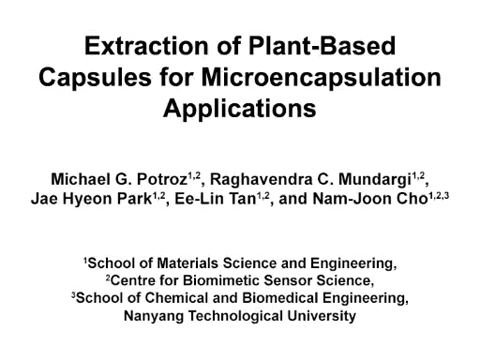 Extraction of Plant-Based
Capsules for Microencapsulation
Applications
Michael G. Potroz1,2, Raghavendra C. Mundargi1,2,
Jae Hyeon Park1,2, Ee-Lin Tan1,2, and Nam-Joon Cho1,2,3
1School of Materials Science and Engineering,
2Centre for Biomimetic Sensor Science,
3School of Chemical and Biomedical Engineering,
Nanyang Technological University